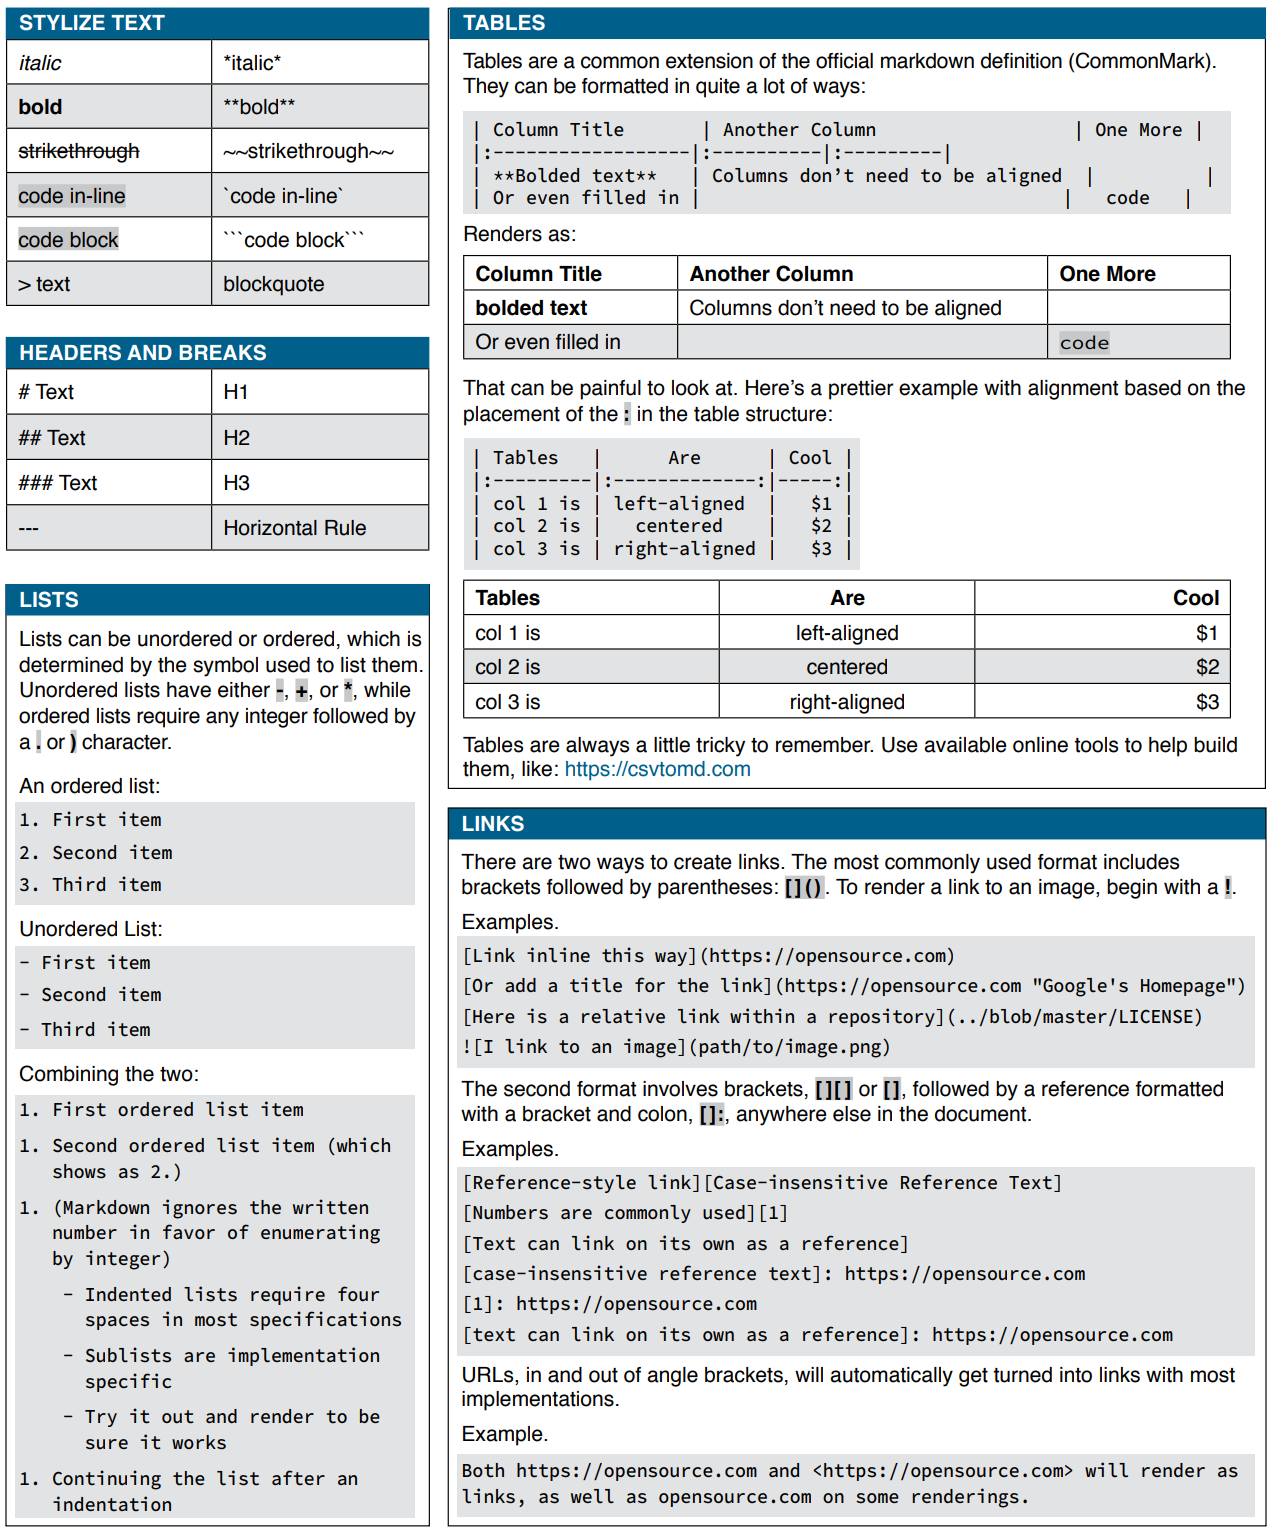 STYLIZE TEXT
italic *italic*
bold **bold**
strikethrough ~~strikethrough~~
code in-line `code in-line`
code block ```code block```
> text blockquote
HEADERS AND BREAKS
# Text H1
## Text H2
### Text H3
--- Horizontal Rule
LISTS
Lists can be unordered or ordered, which is
determined by the symbol used to list them.
Unordered lists have either -, +, or *, while
ordered lists require any integer followed by
a . or ) character.
An ordered list:
1. First item
2. Second item
3. Third item
Unordered List:
- First item
- Second item
- Third item
Combining the two:
1. First ordered list item
1. Second ordered list item (which
shows as 2.)
1. (Markdown ignores the written
number in favor of enumerating
by integer)
- Indented lists require four
spaces in most specifications
- Sublists are implementation
specific
- Try it out and render to be
sure it works
1. Continuing the list after an
indentation
TABLES
Tables are a common extension of the official markdown definition (CommonMark).
They can be formatted in quite a lot of ways:
| Column Title | Another Column | One More |
|:------------------|:----------|:---------|
| **Bolded text** | Columns don’t need to be aligned | |
| Or even filled in | | code |
Renders as:
Column Title Another Column One More
bolded text Columns don’t need to be aligned
Or even filled in code
That can be painful to look at. Here’s a prettier example with alignment based on the
placement of the : in the table structure:
| Tables | Are | Cool |
|:---------|:-------------:|-----:|
| col 1 is | left-aligned | $1 |
| col 2 is | centered | $2 |
| col 3 is | right-aligned | $3 |
Tables Are Cool
col 1 is left-aligned $1
col 2 is centered $2
col 3 is right-aligned $3
Tables are always a little tricky to remember. Use available online tools to help build
them, like: https://csvtomd.com
LINKS
There are two ways to create links. The most commonly used format includes
brackets followed by parentheses: [](). To render a link to an image, begin with a !.
Examples.
[Link inline this way](https://opensource.com)
[Or add a title for the link](https://opensource.com "Google's Homepage")
[Here is a relative link within a repository](../blob/master/LICENSE)
![I link to an image](path/to/image.png)
The second format involves brackets, [][] or [], followed by a reference formatted
with a bracket and colon, []:, anywhere else in the document.
Examples.
[Reference-style link][Case-insensitive Reference Text]
[Numbers are commonly used][1]
[Text can link on its own as a reference]
[case-insensitive reference text]: https://opensource.com
[1]: https://opensource.com
[text can link on its own as a reference]: https://opensource.com
URLs, in and out of angle brackets, will automatically get turned into links with most
implementations.
Example.
Both https://opensource.com and <https://opensource.com> will render as
links, as well as opensource.com on some renderings.